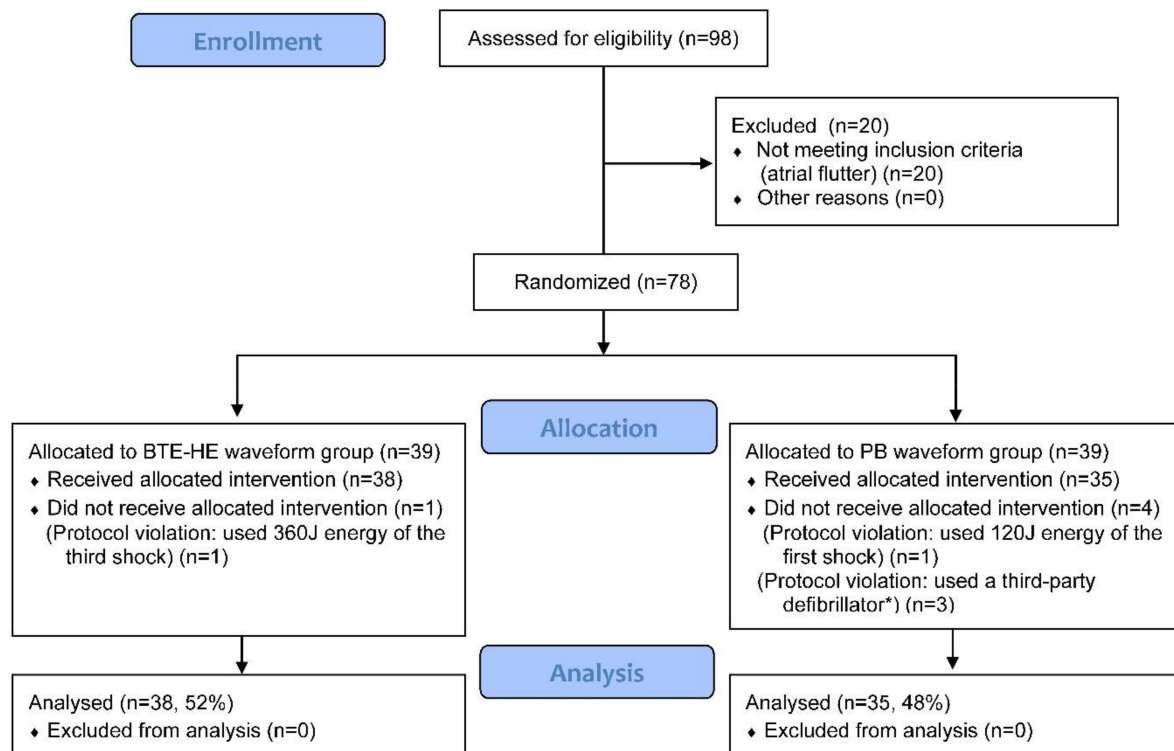 Enrollment
Assessed for eligibility (n=98)
Excluded (n=20)
♦ Not meeting inclusion criteria
(atrial flutter) (n=20)
♦ Other reasons (n=0)
Randomized (n=78)
Allocation
Allocated to BTE-HE waveform group (n=39)
♦ Received allocated intervention (n=38)
♦ Did not receive allocated intervention (n=1)
(Protocol violation: used 360J energy of the
third shock) (n=1)
Allocated to PB waveform group (n=39)
♦ Received allocated intervention (n=35)
♦ Did not receive allocated intervention (n=4)
(Protocol violation: used 120J energy of the
first shock) (n=1)
(Protocol violation: used a third-party
defibrillator*) (n=3)
Analysis
Analysed (n=38, 52%)
♦ Excluded from analysis (n=0)
Analysed (n=35, 48%)
♦ Excluded from analysis (n=0)